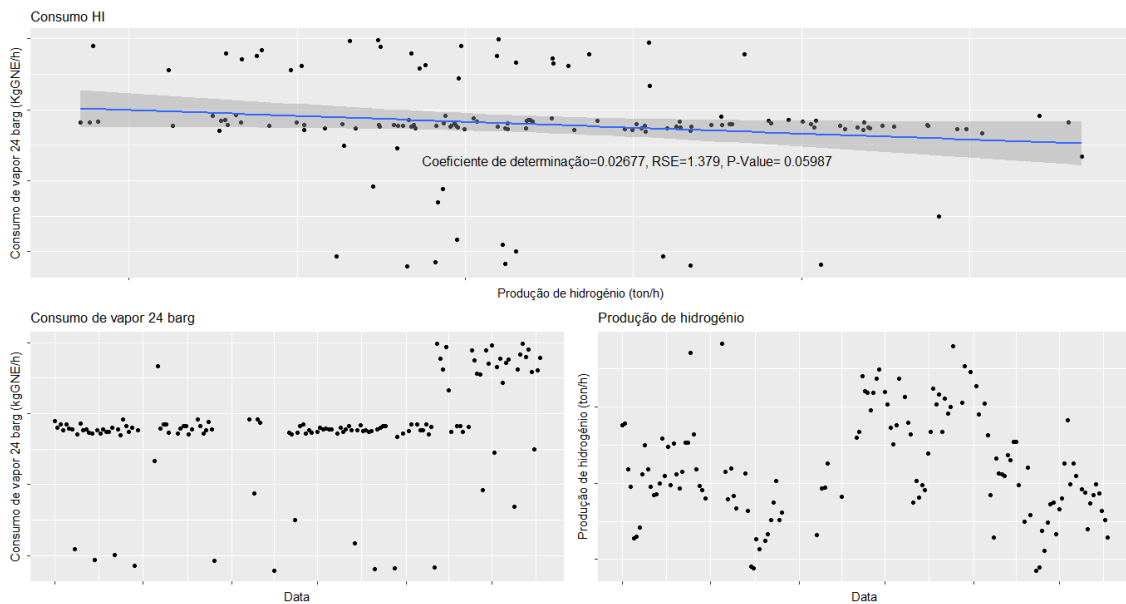 Consumo HI
Consumo de vapor 24 barg (KgGNE/h)
Coeficiente de determinação=0.02677, RSE=1.379, P-Value= 0.05987
Produção de hidrogénio (ton/h)
Consumo de vapor 24 barg
Consumo de vapor 24 barg (kgGNE/h)
Data
Produção de hidrogénio
Produção de hidrogénio (ton/h)
Data